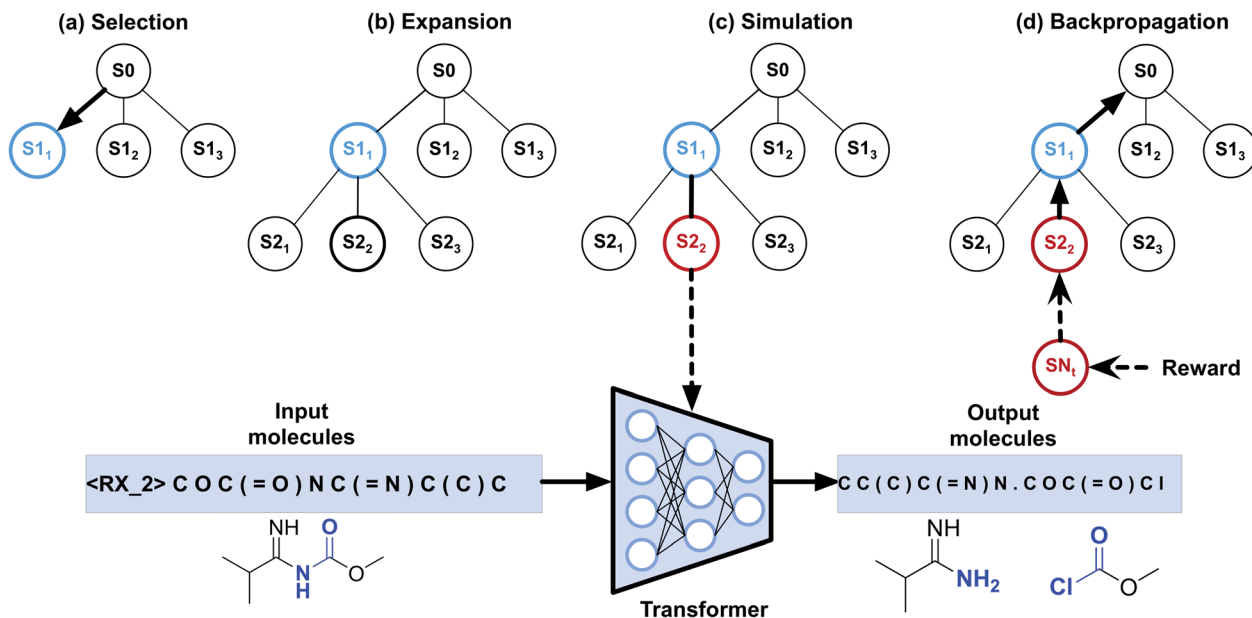 (a) Selection
(b) Expansion
(c) Simulation
(d) Backpropagation
S0
S1₁
S1₂
S1₃
S0
S1₁
S1₂
S1₃
S2₁
S2₂
S2₃
S0
S1₁
S1₂
S1₃
S2₁
S2₂
S2₃
S0
S1₁
S1₂
S1₃
S2₁
S2₂
S2₃
SNₜ
Reward
Input
molecules
<RX_2> C O C ( = O ) N C ( = N ) C ( C ) C
NH
O
N
H
O
Transformer
Output
molecules
C C ( C ) C ( = N ) N . C O C ( = O ) C l
NH
NH₂
O
Cl
O